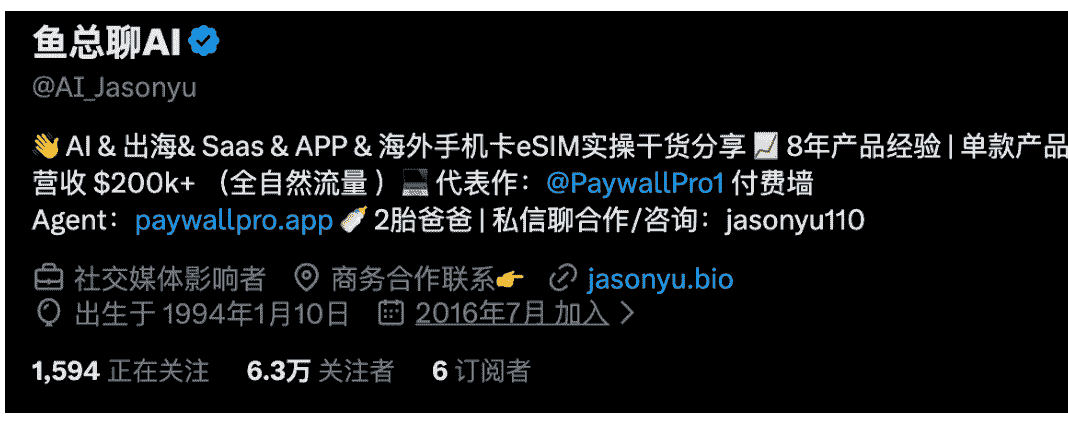 鱼总聊AI
@AI_Jasonyu
👋 AI & 出海& Saas & APP & 海外手机卡eSIM实操干货分享 📈 8年产品经验 | 单款产品
营收 $200k+ （全自然流量 ）💻 代表作：@PaywallPro1 付费墙
Agent：paywallpro.app 🍼 2胎爸爸 | 私信聊合作/咨询：jasonyu110
社交媒体影响者 商务合作联系👉 jasonyu.bio
出生于 1994年1月10日 2016年7月 加入
1,594 正在关注 6.3万 关注者 6 订阅者